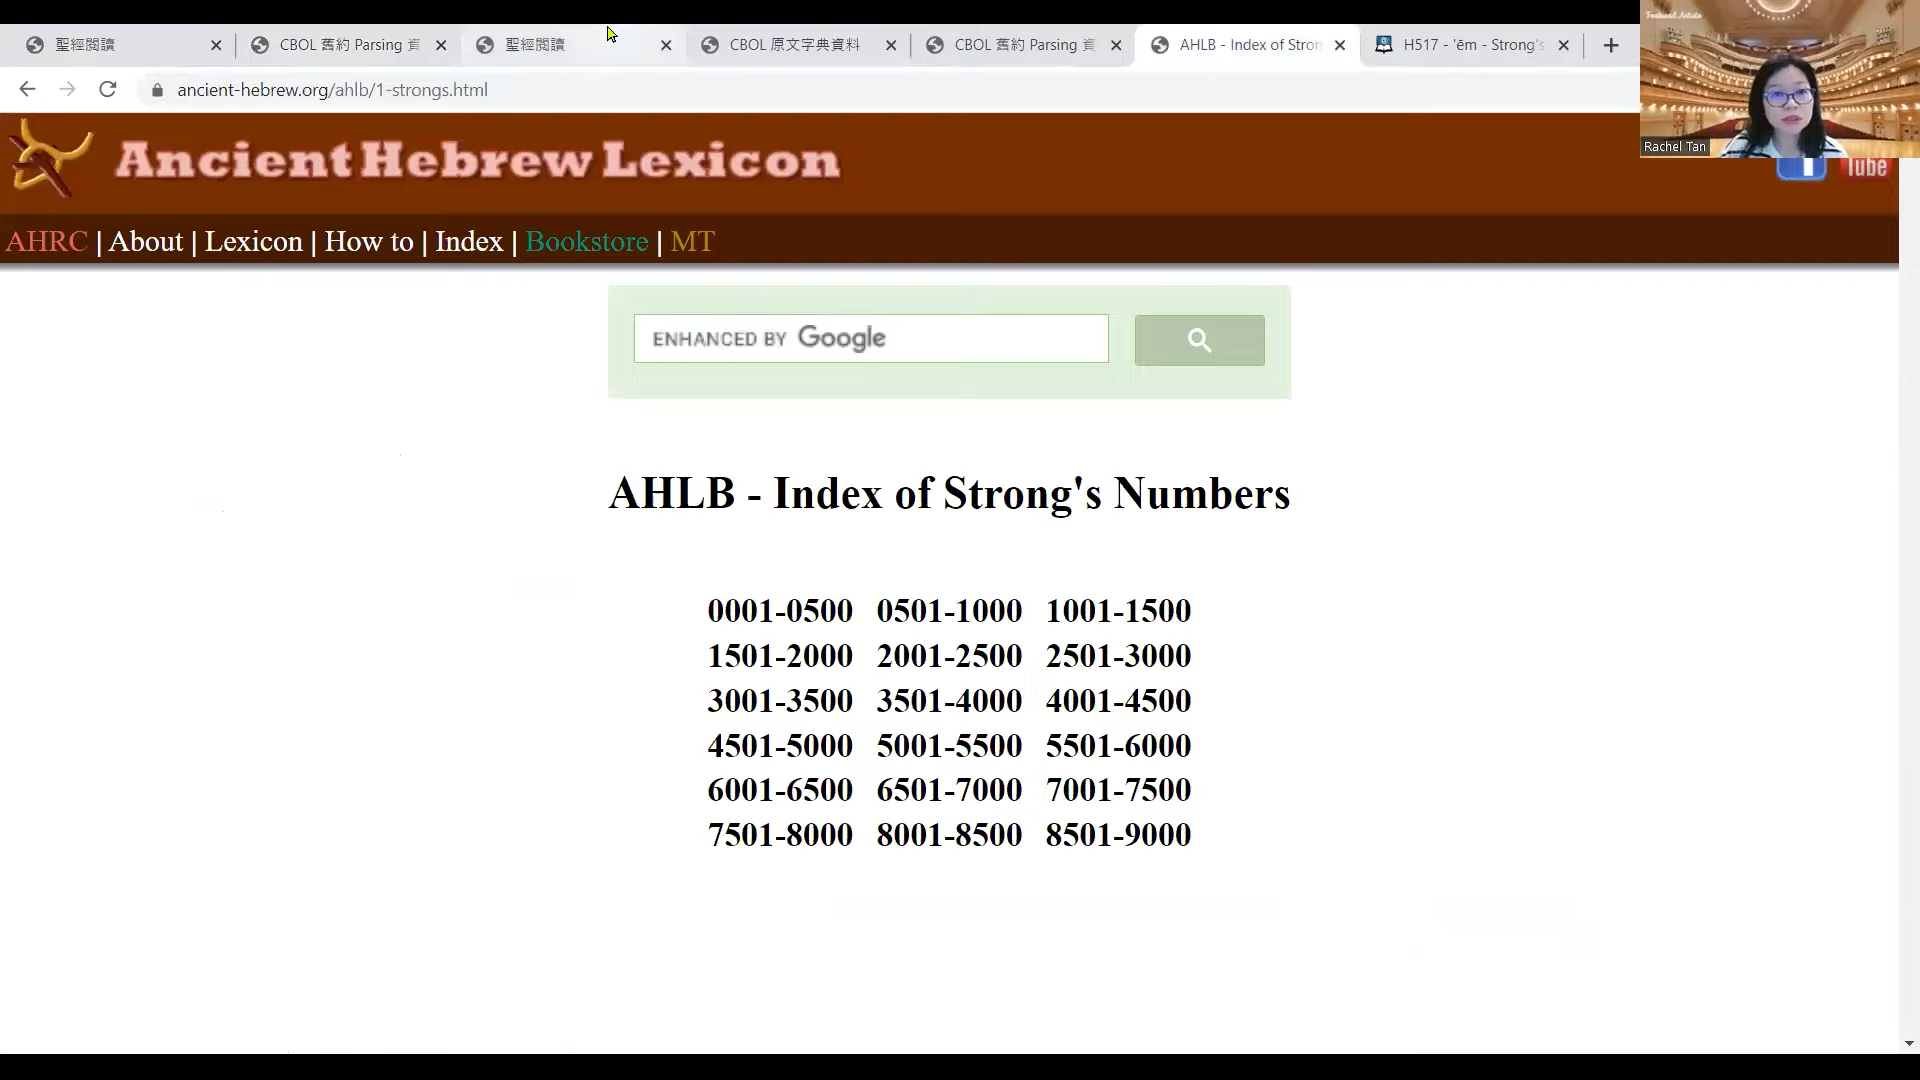 聖經閱讀
CBOL 舊約 Parsing 資
聖經閱讀
CBOL 原文字典資料
CBOL 舊約 Parsing 資
AHLB - Index of Stron
H517 - 'ēm - Strong's
ancient-hebrew.org/ahlb/1-strongs.html
Featured Artists
Rachel Tan
Ancient Hebrew Lexicon
Tube
AHRC | About | Lexicon | How to | Index | Bookstore | MT
ENHANCED BY Google
AHLB - Index of Strong's Numbers
0001-0500 0501-1000 1001-1500
1501-2000 2001-2500 2501-3000
3001-3500 3501-4000 4001-4500
4501-5000 5001-5500 5501-6000
6001-6500 6501-7000 7001-7500
7501-8000 8001-8500 8501-9000